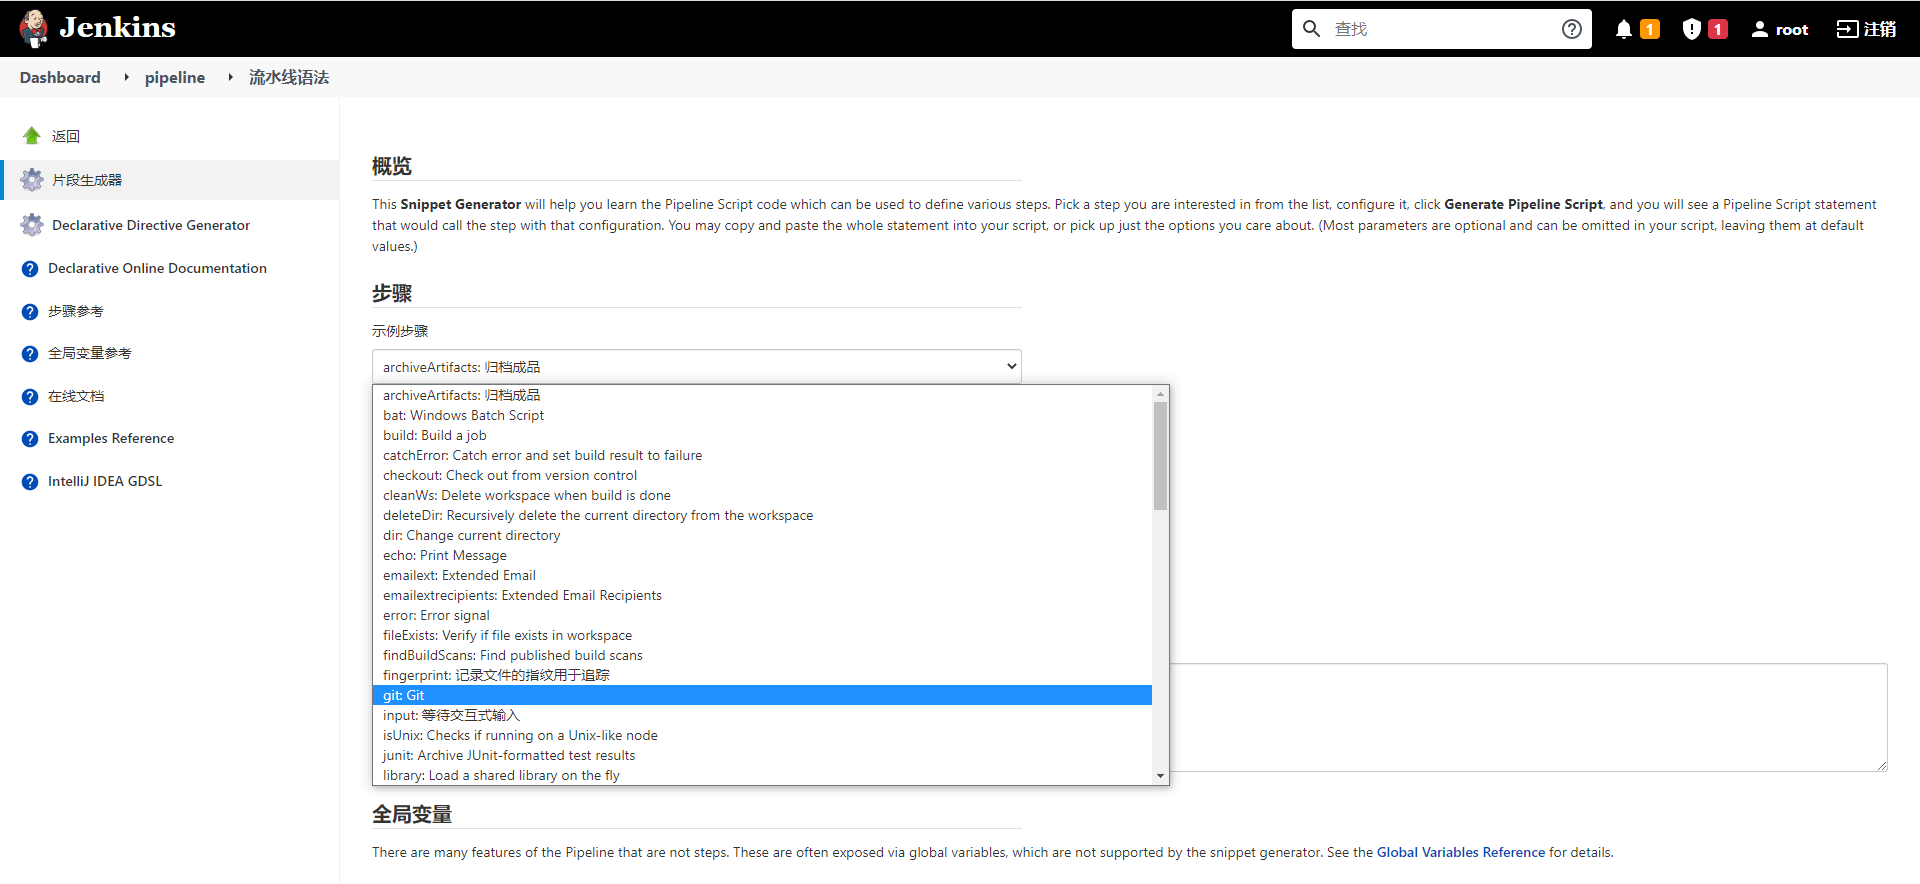 Jenkins
查找
1
1
root
注销
Dashboard
pipeline
流水线语法
返回
片段生成器
Declarative Directive Generator
Declarative Online Documentation
步骤参考
全局变量参考
在线文档
Examples Reference
IntelliJ IDEA GDSL
概览
This Snippet Generator will help you learn the Pipeline Script code which can be used to define various steps. Pick a step you are interested in from the list, configure it, click Generate Pipeline Script, and you will see a Pipeline Script statement
that would call the step with that configuration. You may copy and paste the whole statement into your script, or pick up just the options you care about. (Most parameters are optional and can be omitted in your script, leaving them at default
values.)
步骤
示例步骤
archiveArtifacts: 归档成品
archiveArtifacts: 归档成品
bat: Windows Batch Script
build: Build a job
catchError: Catch error and set build result to failure
checkout: Check out from version control
cleanWs: Delete workspace when build is done
deleteDir: Recursively delete the current directory from the workspace
dir: Change current directory
echo: Print Message
emailext: Extended Email
emailextrecipients: Extended Email Recipients
error: Error signal
fileExists: Verify if file exists in workspace
findBuildScans: Find published build scans
fingerprint: 记录文件的指纹用于追踪
git: Git
input: 等待交互式输入
isUnix: Checks if running on a Unix-like node
junit: Archive JUnit-formatted test results
library: Load a shared library on the fly
全局变量
There are many features of the Pipeline that are not steps. These are often exposed via global variables, which are not supported by the snippet generator. See the Global Variables Reference for details.